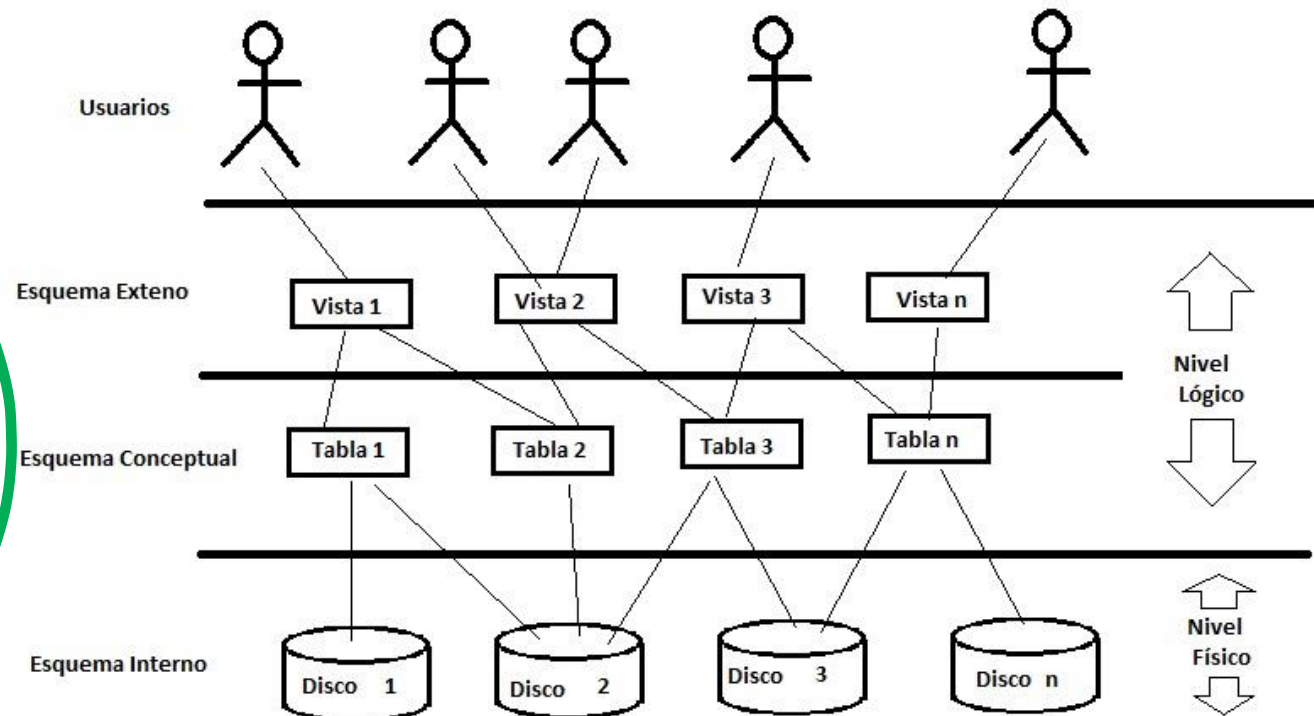 Usuarios
Esquema Exteno
Vista 1
Vista 2
Vista 3
Vista n
Nivel
Lógico
Esquema Conceptual
Tabla 1
Tabla 2
Tabla 3
Tabla n
Esquema Interno
Disco 1
Disco 2
Disco 3
Disco n
Nivel
Físico